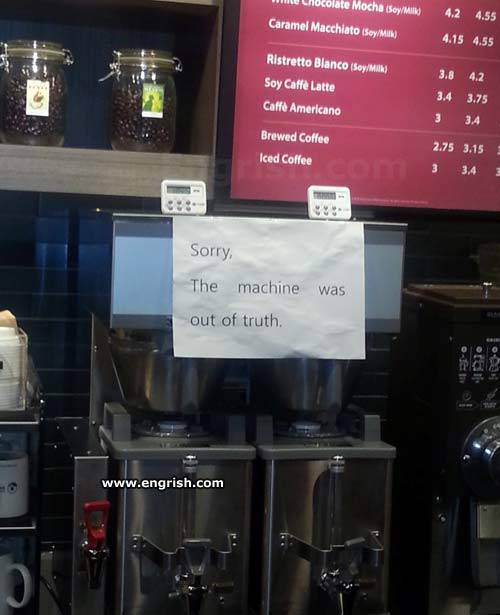 White Chocolate Mocha (Soy/Milk) 4.2 4.55
Caramel Macchiato (Soy/Milk) 4.15 4.55
Ristretto Bianco (Soy/Milk) 3.8 4.2
Soy Caffè Latte 3.4 3.75
Caffè Americano 3 3.4
Brewed Coffee 2.75 3.15 3
Iced Coffee 3 3.4 3
Sorry,
The machine was
out of truth.
www.engrish.com